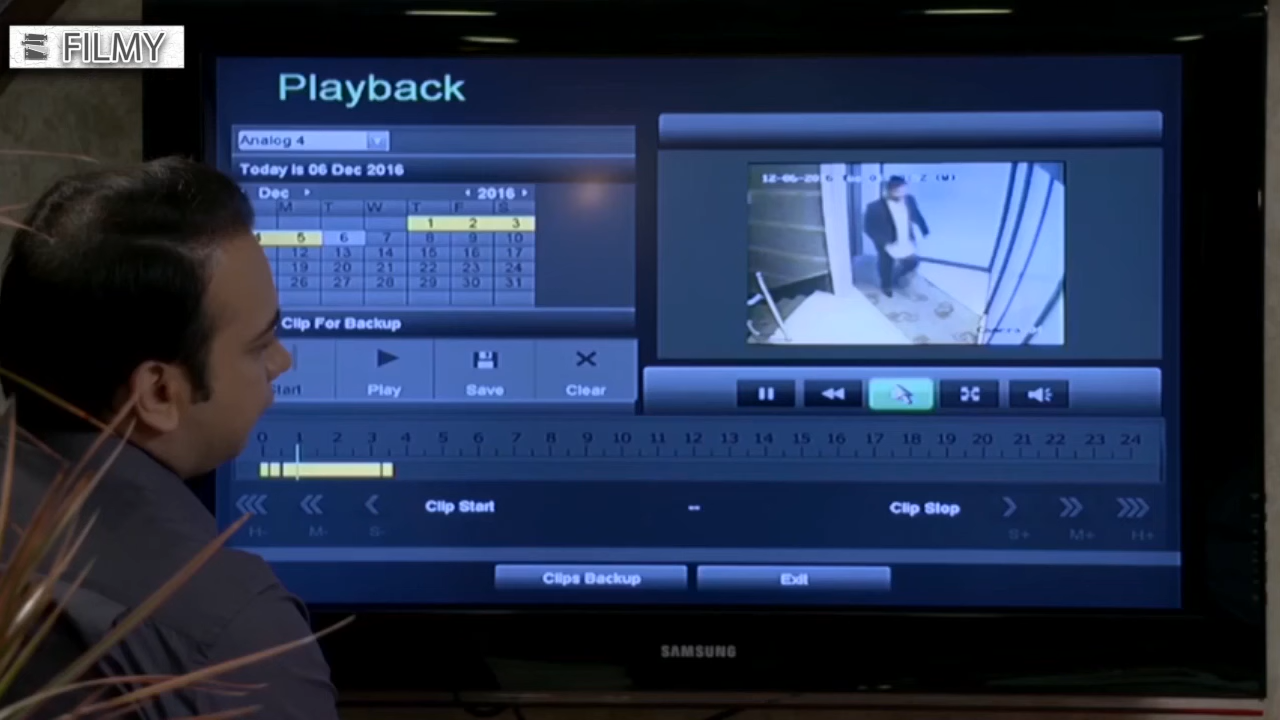 FILMY
Playback
Analog 4
Today is 06 Dec 2016
Dec 2016
M T W T F S
1 2 3
5 6 7 8 9 10
12 13 14 15 16 17
19 20 21 22 23 24
26 27 28 29 30 31
Clip For Backup
Play Save Clear
0 1 2 3 4 5 6 7 8 9 10 11 12 13 14 15 16 17 18 19 20 21 22 23 24
Clip Start -- Clip Stop
H- M- S- S+ M+ H+
Clips Backup Exit
SAMSUNG